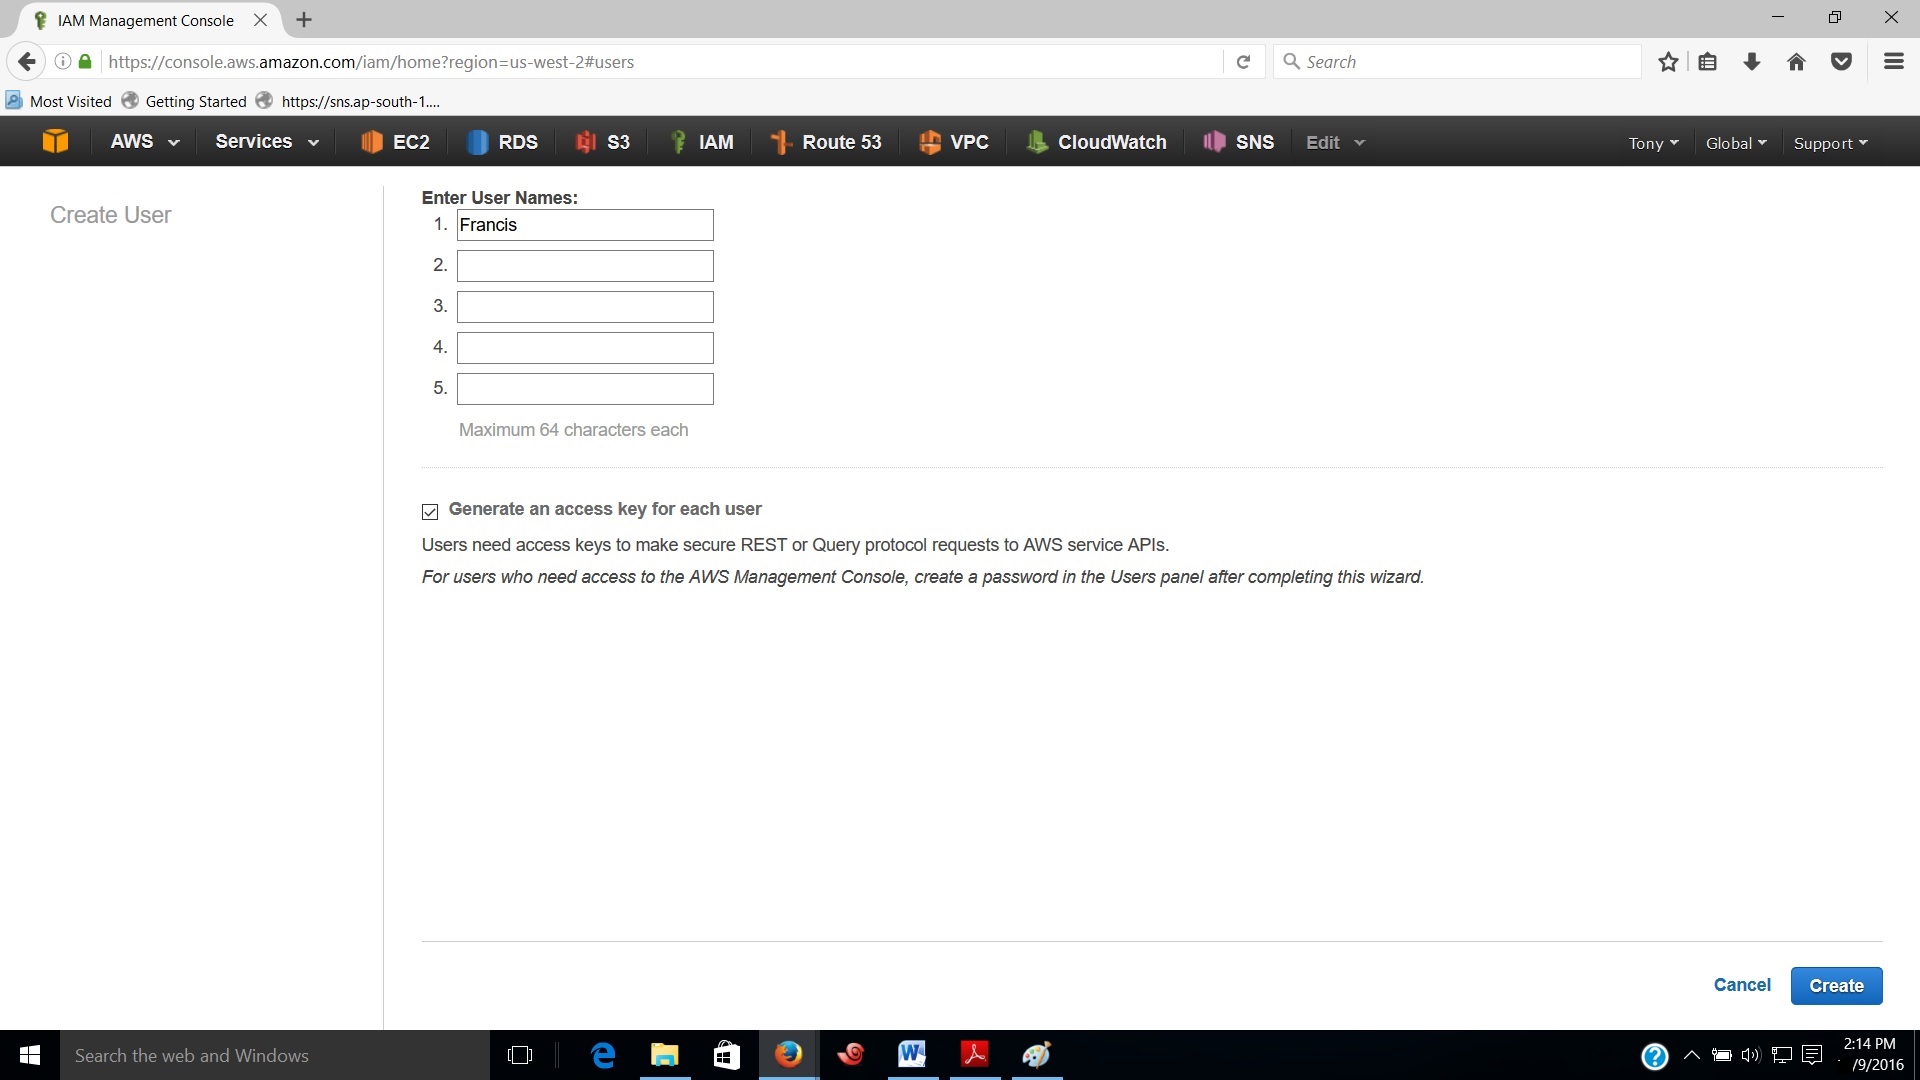 IAM Management Console
https://console.aws.amazon.com/iam/home?region=us-west-2#users
Search
Most Visited Getting Started https://sns.ap-south-1....
AWS Services EC2 RDS S3 IAM Route 53 VPC CloudWatch SNS Edit Tony Global Support
Create User
Enter User Names:
1. Francis
2.
3.
4.
5.
Maximum 64 characters each
Generate an access key for each user
Users need access keys to make secure REST or Query protocol requests to AWS service APIs.
For users who need access to the AWS Management Console, create a password in the Users panel after completing this wizard.
Cancel Create
Search the web and Windows
2:14 PM
/9/2016